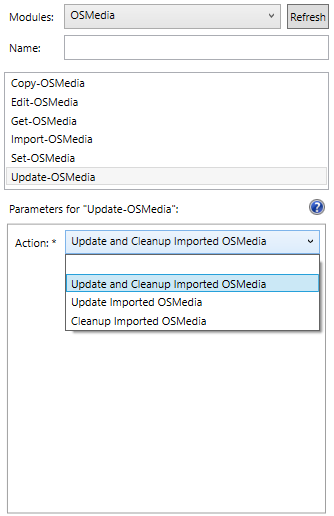 Modules: OSMedia Refresh
Name:
Copy-OSMedia
Edit-OSMedia
Get-OSMedia
Import-OSMedia
Set-OSMedia
Update-OSMedia
Parameters for "Update-OSMedia": ?
Action: * Update and Cleanup Imported OSMedia
Update and Cleanup Imported OSMedia
Update Imported OSMedia
Cleanup Imported OSMedia